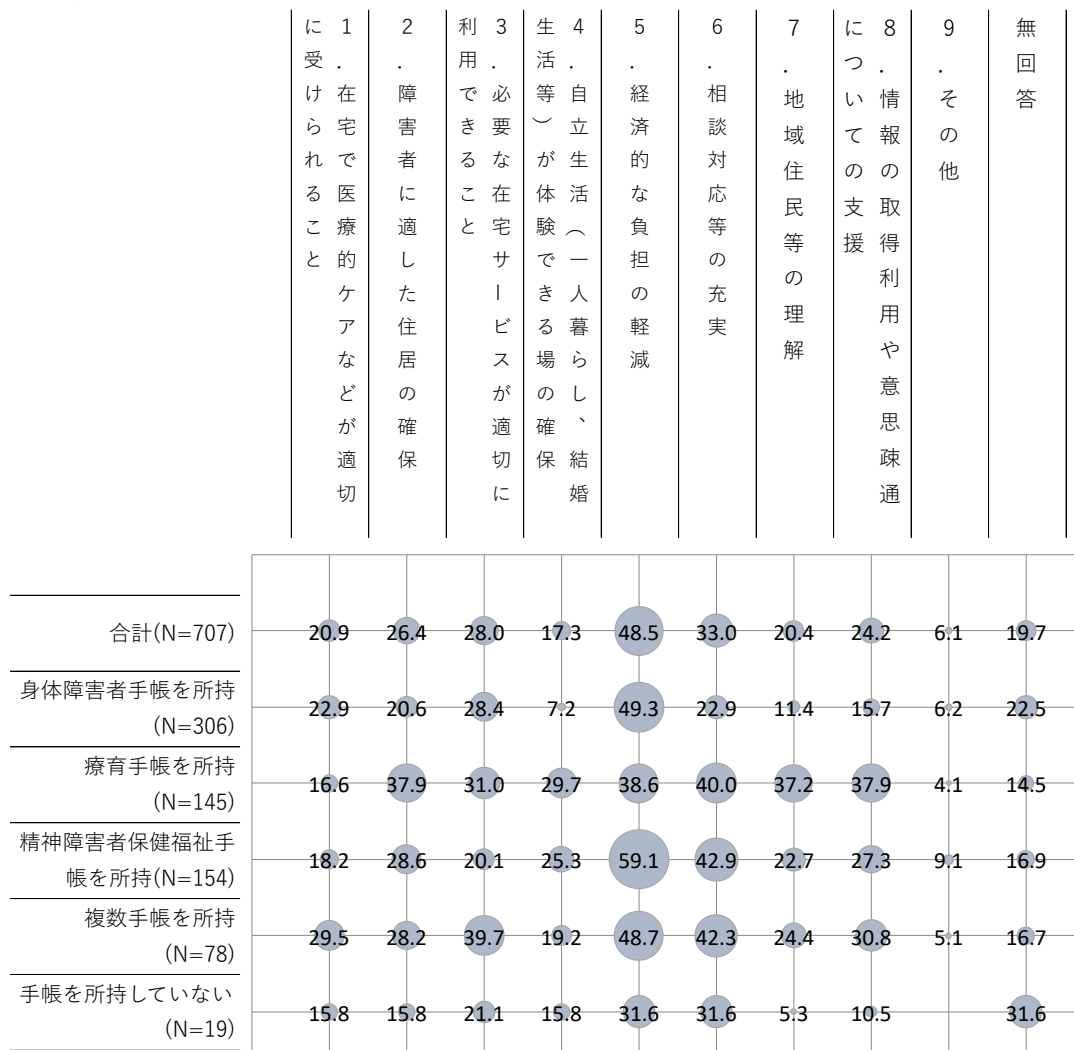 1．在宅で医療的ケアなどが適切
に受けられること
2．障害者に適した住居の確保
3．必要な在宅サービスが適切に
利用できること
4．自立生活（一人暮らし、結婚
生活等）が体験できる場の確保
5．経済的な負担の軽減
6．相談対応等の充実
7．地域住民等の理解
8．情報の取得利用や意思疎通
についての支援
9．その他
無回答
合計(N=707)
20.9 26.4 28.0 17.3 48.5 33.0 20.4 24.2 6.1 19.7
身体障害者手帳を所持
(N=306)
22.9 20.6 28.4 7.2 49.3 22.9 11.4 15.7 6.2 22.5
療育手帳を所持
(N=145)
16.6 37.9 31.0 29.7 38.6 40.0 37.2 37.9 4.1 14.5
精神障害者保健福祉手
帳を所持(N=154)
18.2 28.6 20.1 25.3 59.1 42.9 22.7 27.3 9.1 16.9
複数手帳を所持
(N=78)
29.5 28.2 39.7 19.2 48.7 42.3 24.4 30.8 5.1 16.7
手帳を所持していない
(N=19)
15.8 15.8 21.1 15.8 31.6 31.6 5.3 10.5 31.6